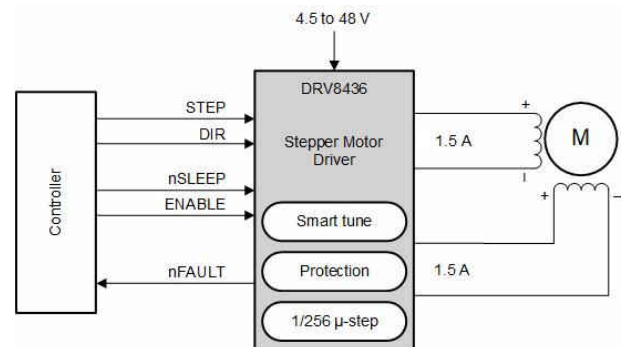 4.5 to 48 V
DRV8436
Stepper Motor
Driver
Controller
STEP
DIR
nSLEEP
ENABLE
nFAULT
Smart tune
Protection
1/256 µ-step
+
1.5 A
–
M
+
–
1.5 A